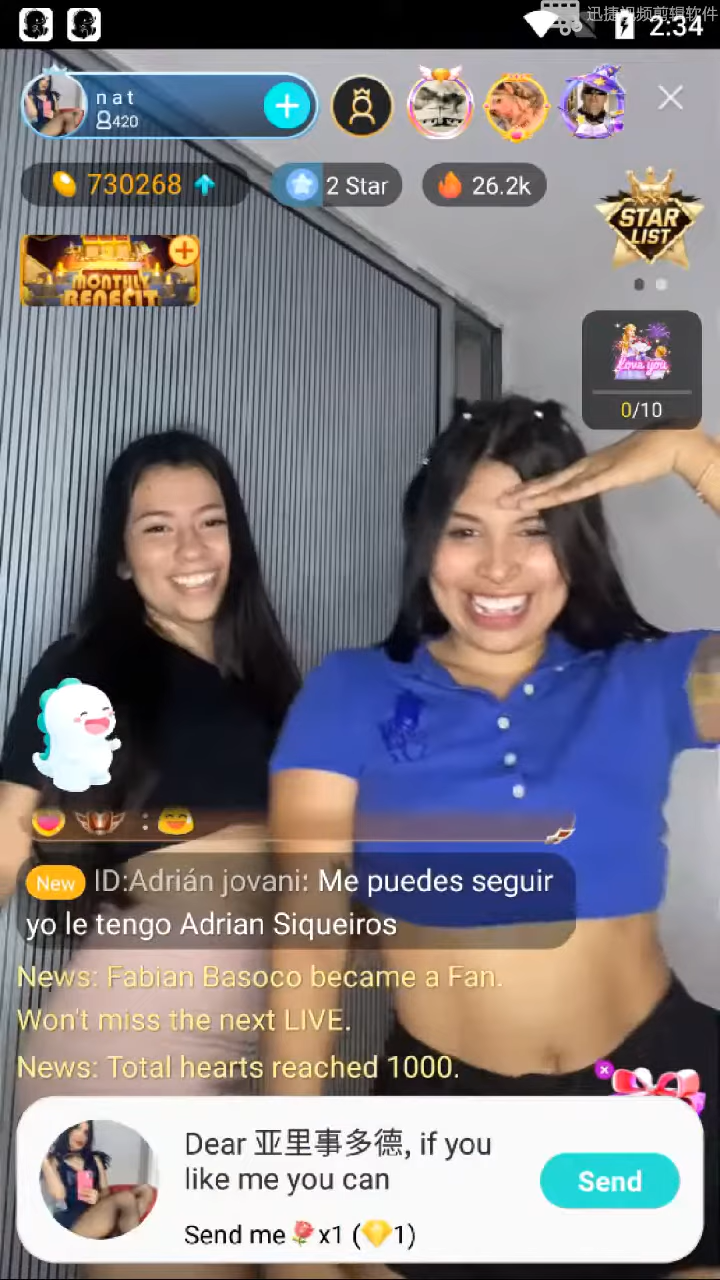 迅捷视频剪辑软件
2:34
nat
420
730268
2 Star
26.2k
STAR
LIST
MONTHLY
BENEFIT
Love you
0/10
:
New ID:Adrián jovani: Me puedes seguir
yo le tengo Adrian Siqueiros
News: Fabian Basoco became a Fan.
Won't miss the next LIVE.
News: Total hearts reached 1000.
Dear 亚里事多德, if you
like me you can
Send
Send me x1 (1)